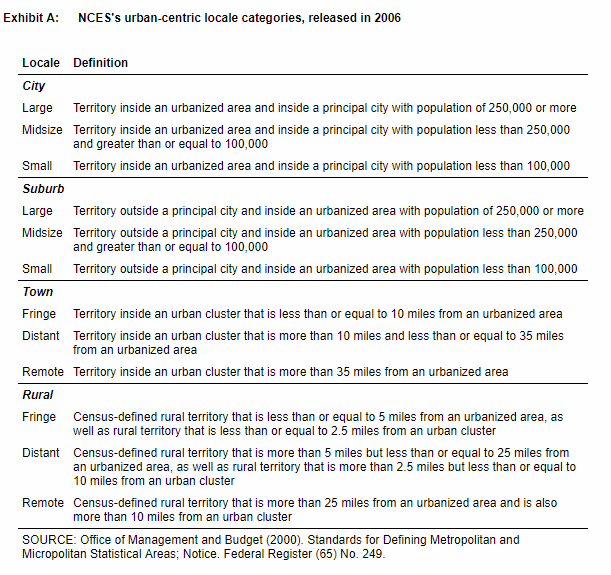 Exhibit A: NCES's urban-centric locale categories, released in 2006
Locale Definition
City
Large Territory inside an urbanized area and inside a principal city with population of 250,000 or more
Midsize Territory inside an urbanized area and inside a principal city with population less than 250,000
and greater than or equal to 100,000
Small Territory inside an urbanized area and inside a principal city with population less than 100,000
Suburb
Large Territory outside a principal city and inside an urbanized area with population of 250,000 or more
Midsize Territory outside a principal city and inside an urbanized area with population less than 250,000
and greater than or equal to 100,000
Small Territory outside a principal city and inside an urbanized area with population less than 100,000
Town
Fringe Territory inside an urban cluster that is less than or equal to 10 miles from an urbanized area
Distant Territory inside an urban cluster that is more than 10 miles and less than or equal to 35 miles
from an urbanized area
Remote Territory inside an urban cluster that is more than 35 miles from an urbanized area
Rural
Fringe Census-defined rural territory that is less than or equal to 5 miles from an urbanized area, as
well as rural territory that is less than or equal to 2.5 miles from an urban cluster
Distant Census-defined rural territory that is more than 5 miles but less than or equal to 25 miles from
an urbanized area, as well as rural territory that is more than 2.5 miles but less than or equal to
10 miles from an urban cluster
Remote Census-defined rural territory that is more than 25 miles from an urbanized area and is also
more than 10 miles from an urban cluster
SOURCE: Office of Management and Budget (2000). Standards for Defining Metropolitan and
Micropolitan Statistical Areas; Notice. Federal Register (65) No. 249.